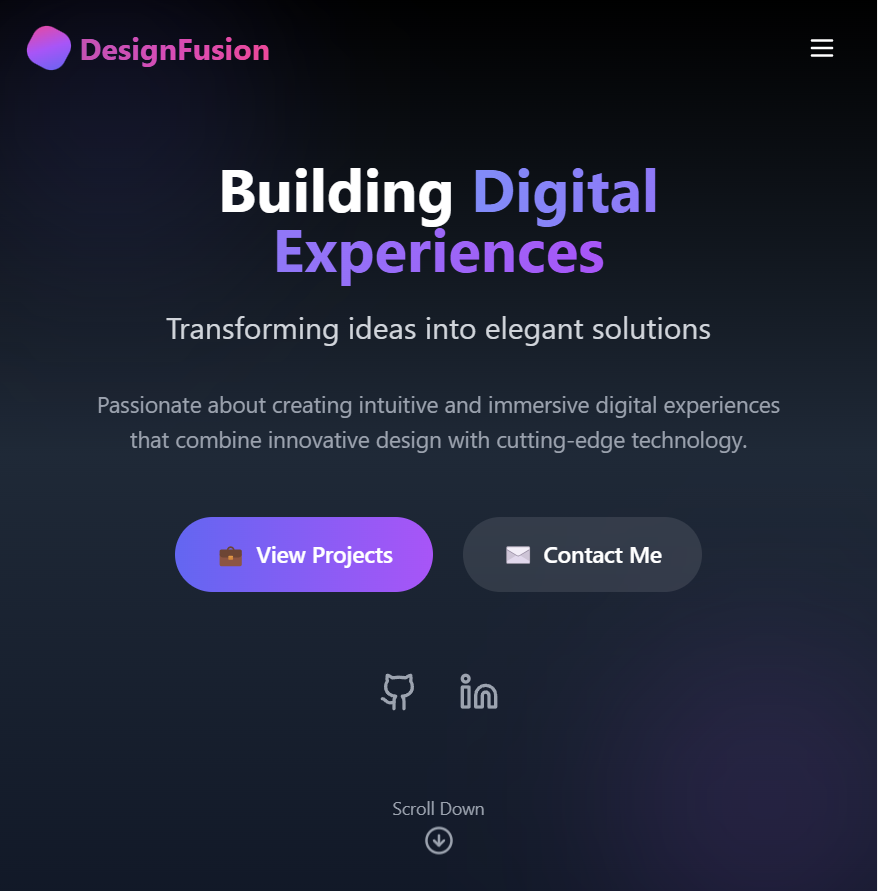 DesignFusion
Building Digital
Experiences
Transforming ideas into elegant solutions
Passionate about creating intuitive and immersive digital experiences
that combine innovative design with cutting-edge technology.
View Projects
Contact Me
Scroll Down